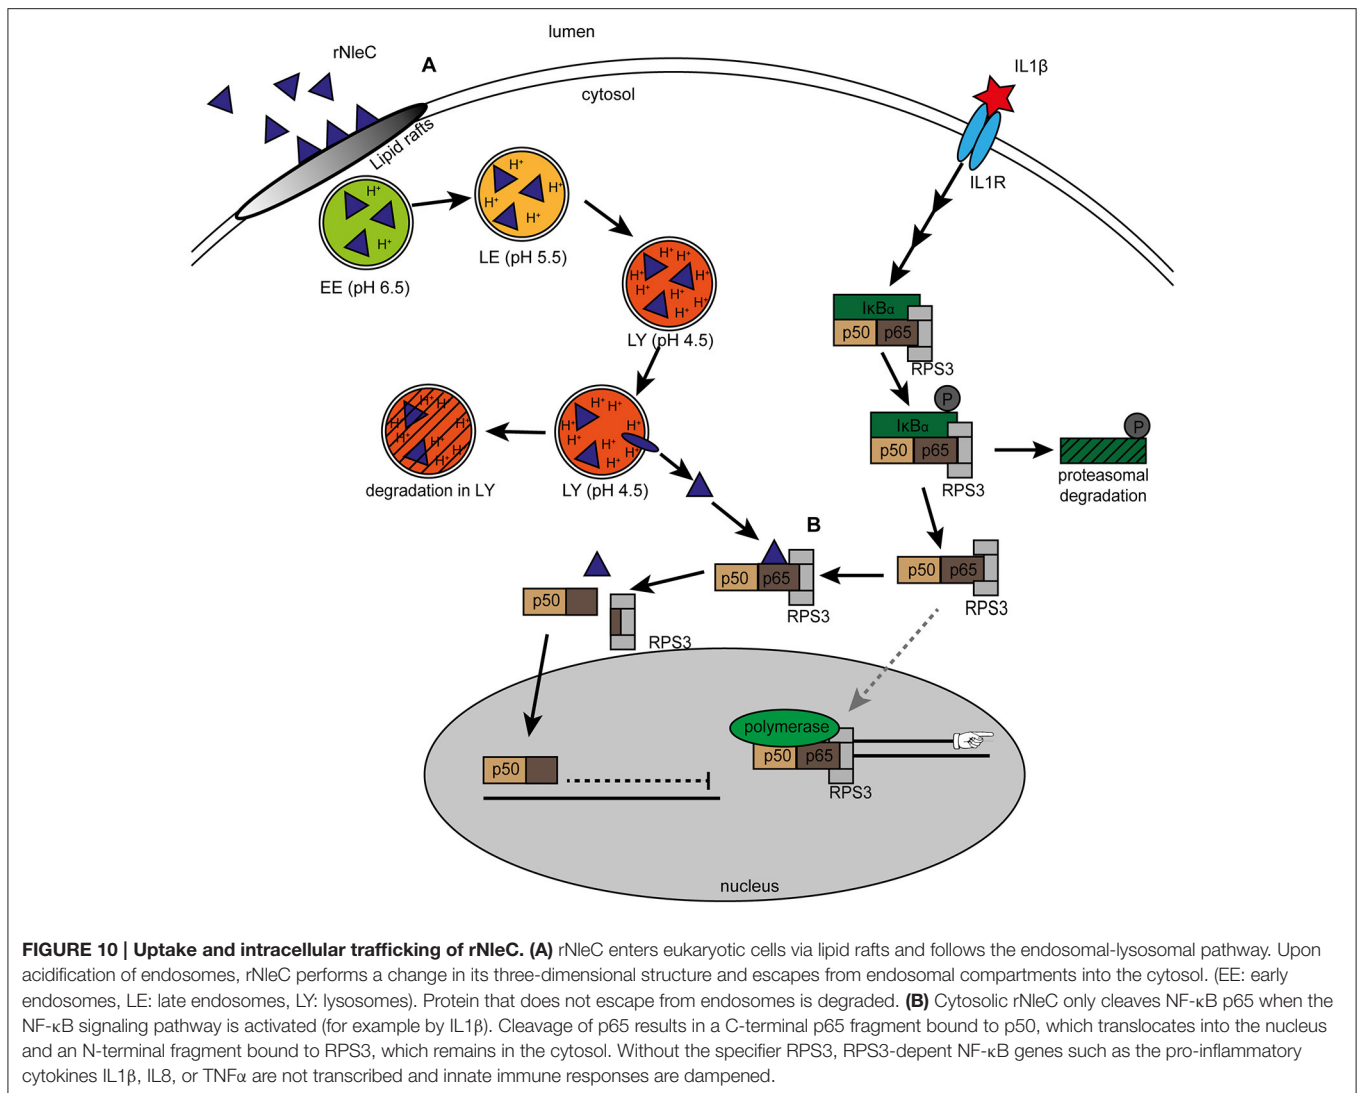 lumen
rNleC
A
IL1β
cytosol
Lipid rafts
H⁺
H⁺
H⁺
H⁺
H⁺
H⁺
IL1R
LE (pH 5.5)
EE (pH 6.5)
H⁺ H⁺
H⁺ H⁺
H⁺ H⁺
H⁺ H⁺
LY (pH 4.5)
IκBα
p50 p65
RPS3
P
IκBα
p50 p65
RPS3
P
proteasomal
degradation
H⁺ H⁺
H⁺ H⁺
H⁺ H⁺
H⁺ H⁺
degradation in LY
H⁺ H⁺
H⁺ H⁺
H⁺ H⁺
H⁺ H⁺
LY (pH 4.5)
B
p50 p65
RPS3
p50 p65
RPS3
p50
RPS3
polymerase
p50 p65
RPS3
p50
nucleus
FIGURE 10 | Uptake and intracellular trafficking of rNleC. (A) rNleC enters eukaryotic cells via lipid rafts and follows the endosomal-lysosomal pathway. Upon
acidification of endosomes, rNleC performs a change in its three-dimensional structure and escapes from endosomal compartments into the cytosol. (EE: early
endosomes, LE: late endosomes, LY: lysosomes). Protein that does not escape from endosomes is degraded. (B) Cytosolic rNleC only cleaves NF-κB p65 when the
NF-κB signaling pathway is activated (for example by IL1β). Cleavage of p65 results in a C-terminal p65 fragment bound to p50, which translocates into the nucleus
and an N-terminal fragment bound to RPS3, which remains in the cytosol. Without the specifier RPS3, RPS3-depent NF-κB genes such as the pro-inflammatory
cytokines IL1β, IL8, or TNFα are not transcribed and innate immune responses are dampened.